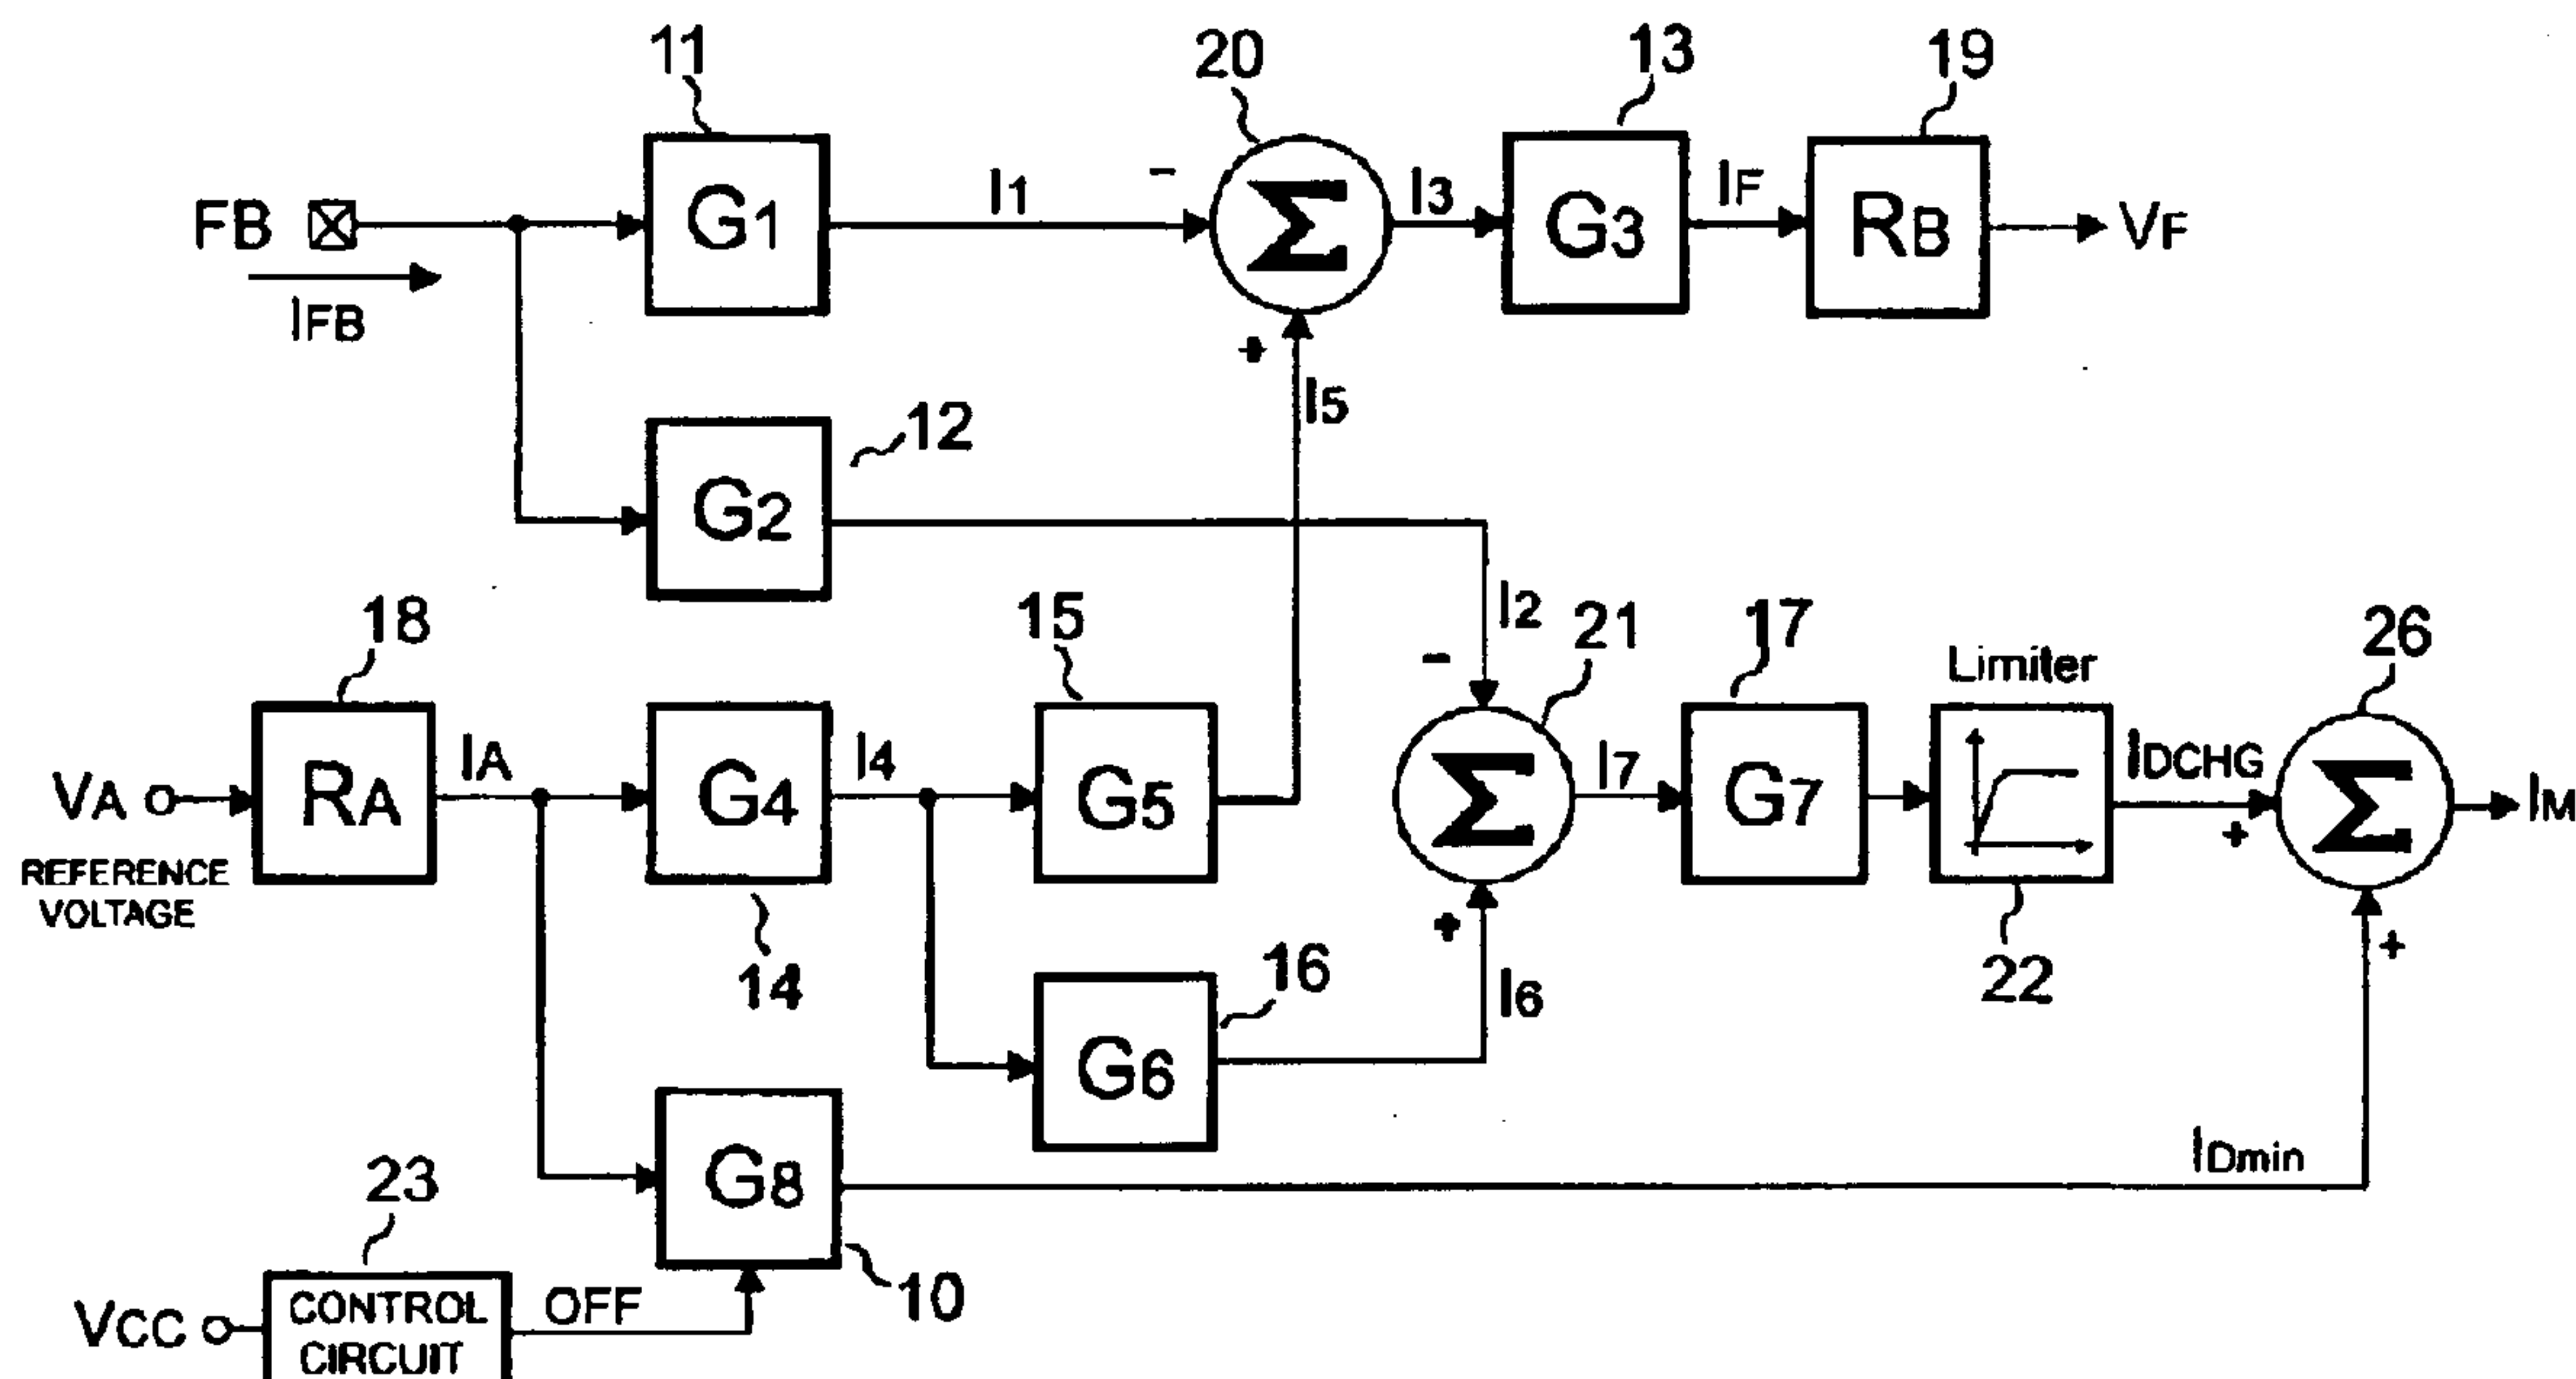 11
20
13
19
FB
IFB
G1
I1
-
Σ
I3
G3
IF
RB
VF
+
I5
12
G2
I2
18
15
-
21
17
Limiter
26
VA
REFERENCE
VOLTAGE
RA
IA
G4
I4
G5
Σ
I7
G7
IDCHG
+
Σ
IM
14
16
+
I6
22
+
G6
G8
IDmin
23
10
VCC
CONTROL
CIRCUIT
OFF